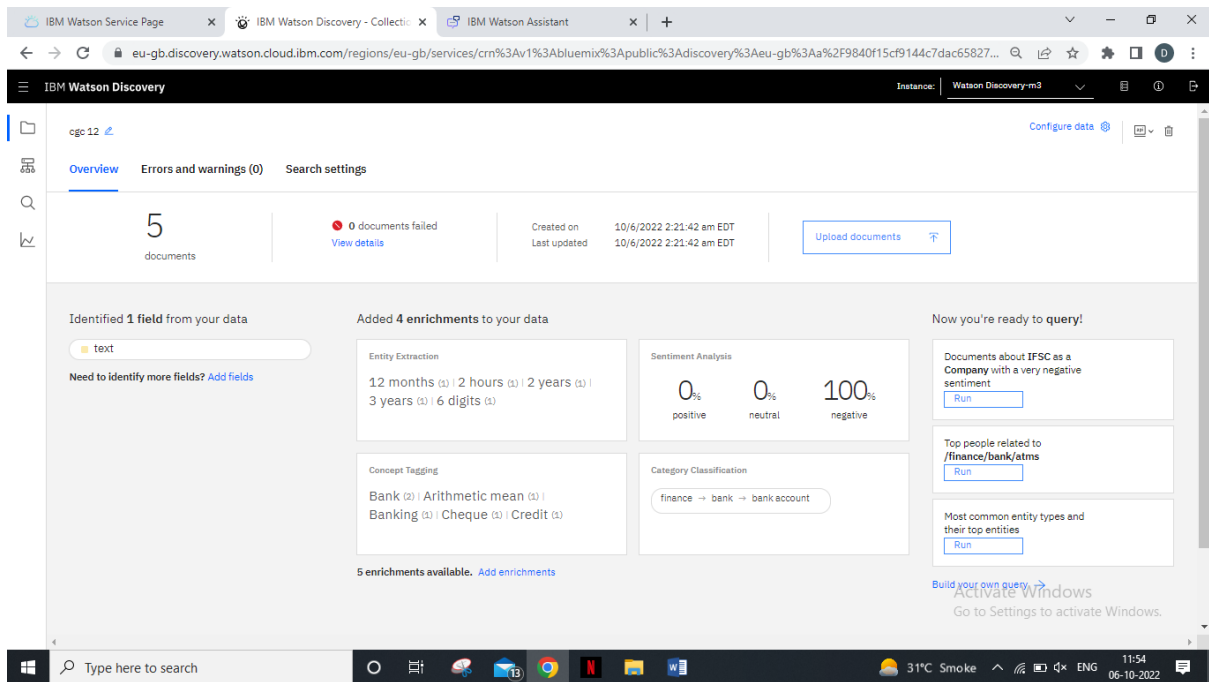 IBM Watson Service Page
IBM Watson Discovery - Collectio
IBM Watson Assistant
eu-gb.discovery.watson.cloud.ibm.com/regions/eu-gb/services/crn%3Av1%3Abluemix%3Apublic%3Adiscovery%3Aeu-gb%3Aa%2F9840f15cf9144c7dac65827...
D
IBM Watson Discovery
Instance: Watson Discovery-m3
cgc 12
Configure data
API
Overview Errors and warnings (0) Search settings
5
documents
0 documents failed
View details
Created on 10/6/2022 2:21:42 am EDT
Last updated 10/6/2022 2:21:42 am EDT
Upload documents
Identified 1 field from your data
text
Need to identify more fields? Add fields
Added 4 enrichments to your data
Entity Extraction
12 months (1) | 2 hours (1) | 2 years (1) |
3 years (1) | 6 digits (1)
Sentiment Analysis
0% 0% 100%
positive neutral negative
Concept Tagging
Bank (2) | Arithmetic mean (1) |
Banking (1) | Cheque (1) | Credit (1)
Category Classification
finance → bank → bank account
5 enrichments available. Add enrichments
Now you're ready to query!
Documents about IFSC as a
Company with a very negative
sentiment
Run
Top people related to
/finance/bank/atms
Run
Most common entity types and
their top entities
Run
Build your own query →
Activate Windows
Go to Settings to activate Windows.
Type here to search
13
N
W
31°C Smoke
ENG
11:54
06-10-2022